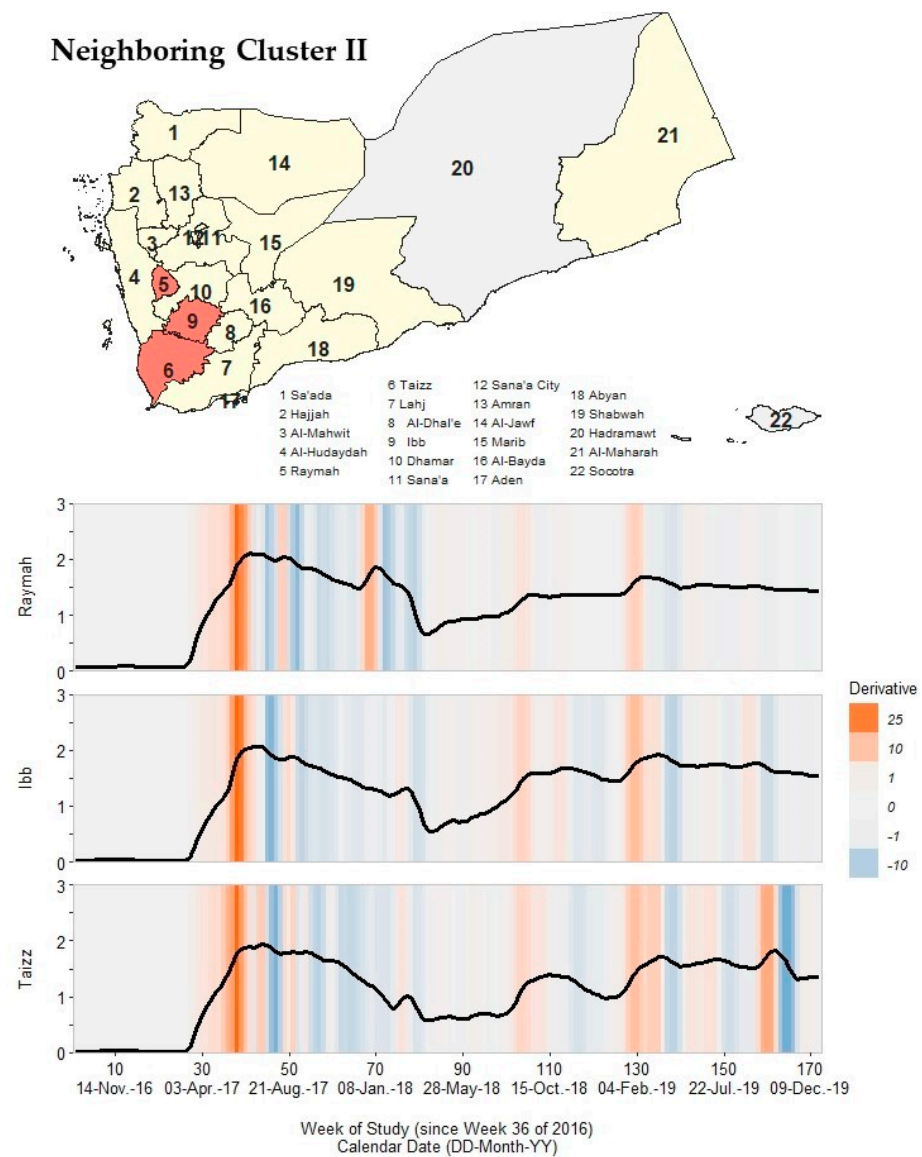 Neighboring Cluster II
1
14
20
21
2
13
12
11
3
15
4
5
10
19
9
16
8
6
7
18
17
22
1 Sa'ada
2 Hajjah
3 Al-Mahwit
4 Al-Hudaydah
5 Raymah
6 Taizz
7 Lahj
8 Al-Dhal'e
9 Ibb
10 Dhamar
11 Sana'a
12 Sana'a City
13 Amran
14 Al-Jawf
15 Marib
16 Al-Bayda
17 Aden
18 Abyan
19 Shabwah
20 Hadramawt
21 Al-Maharah
22 Socotra
Raymah
3
2
1
0
Ibb
3
2
1
0
Taizz
3
2
1
0
Derivative
25
10
1
0
-1
-10
10 30 50 70 90 110 130 150 170
14-Nov.-16 03-Apr.-17 21-Aug.-17 08-Jan.-18 28-May-18 15-Oct.-18 04-Feb.-19 22-Jul.-19 09-Dec.-19
Week of Study (since Week 36 of 2016)
Calendar Date (DD-Month-YY)